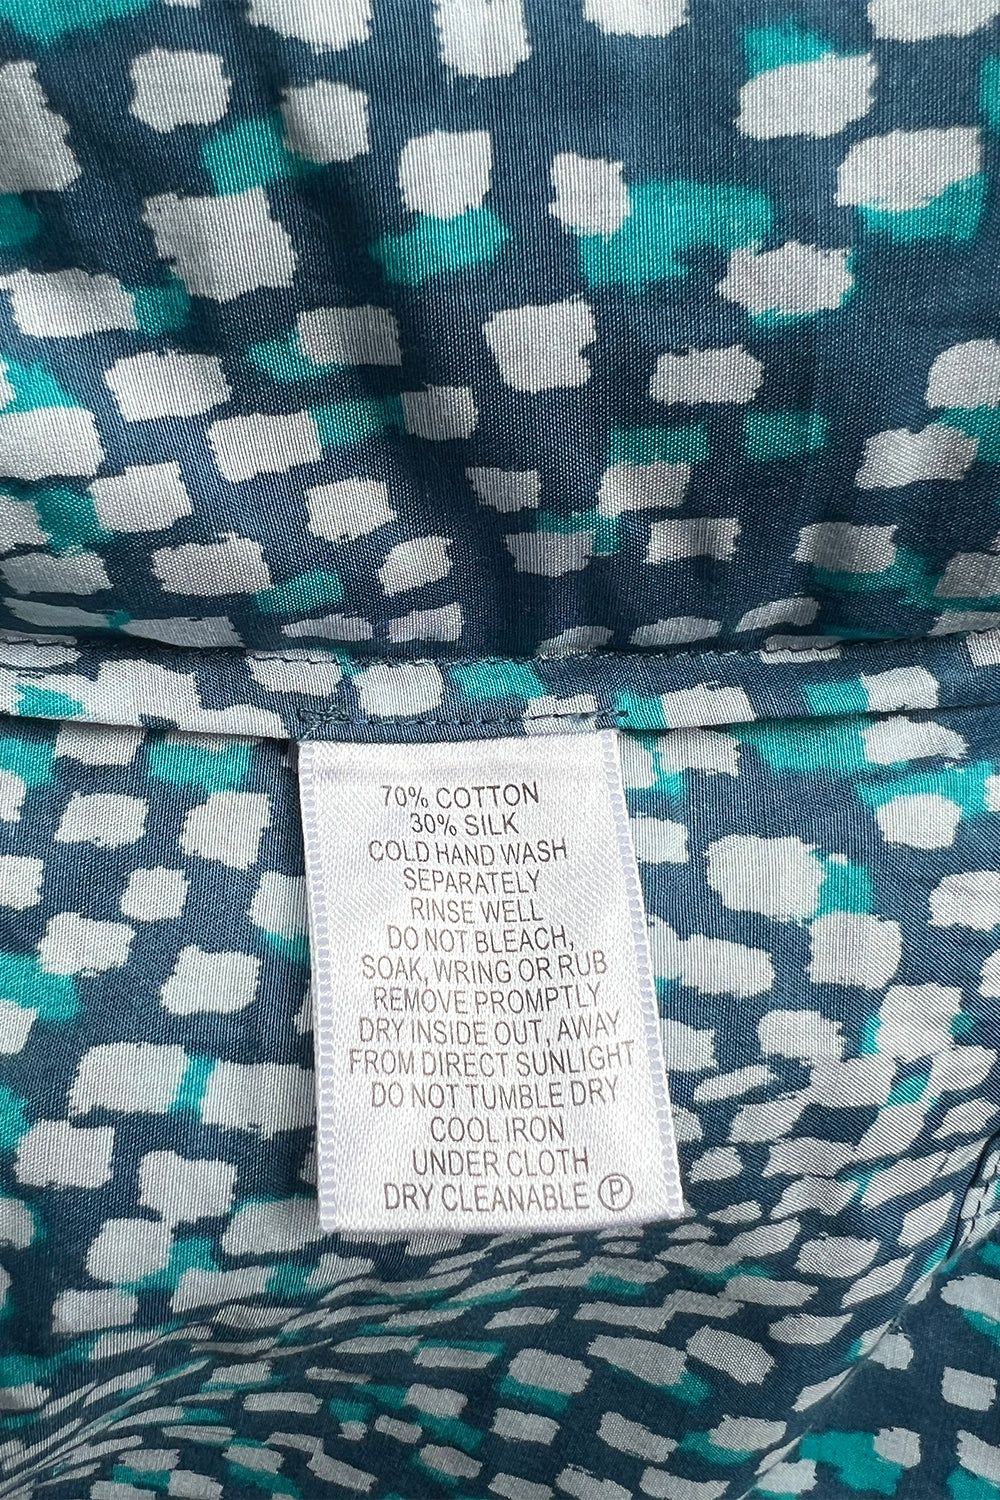 70% COTTON
30% SILK
COLD HAND WASH
SEPARATELY
RINSE WELL
DO NOT BLEACH,
SOAK, WRING OR RUB
REMOVE PROMPTLY
DRY INSIDE OUT, AWAY
FROM DIRECT SUNLIGHT
DO NOT TUMBLE DRY
COOL IRON
UNDER CLOTH
DRY CLEANABLE Ⓟ